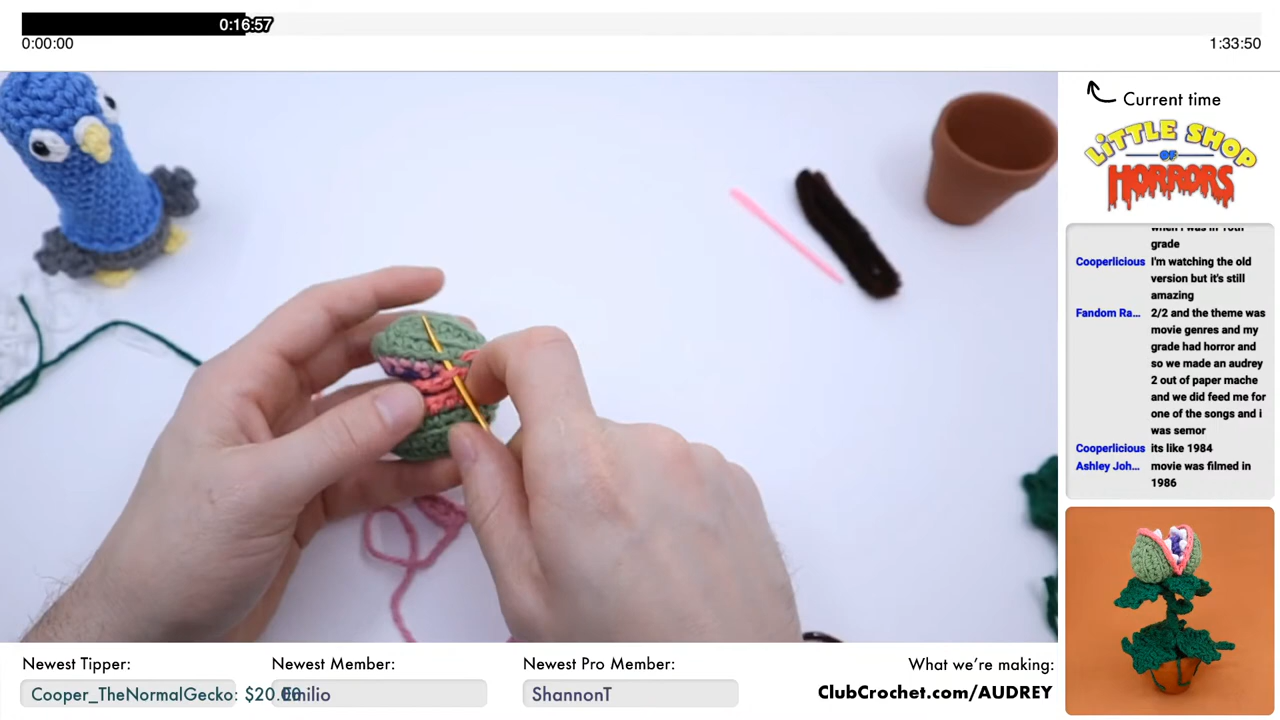 0:16:57
0:00:00
1:33:50
Current time
LiTTLE SHOP
OF
HORRORS
grade
Cooperlicious I'm watching the old
version but it's still
amazing
Fandom Ra... 2/2 and the theme was
movie genres and my
grade had horror and
so we made an audrey
2 out of paper mache
and we did feed me for
one of the songs and i
was semor
Cooperlicious its like 1984
Ashley Joh... movie was filmed in
1986
Newest Tipper:
Cooper_TheNormalGecko: $20.00
Newest Member:
Emilio
Newest Pro Member:
ShannonT
What we're making:
ClubCrochet.com/AUDREY